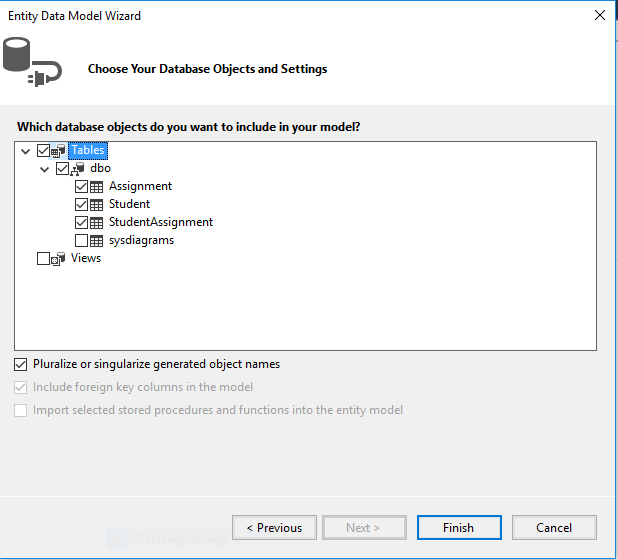 Entity Data Model Wizard
Choose Your Database Objects and Settings
Which database objects do you want to include in your model?
Tables
dbo
Assignment
Student
StudentAssignment
sysdiagrams
Views
Pluralize or singularize generated object names
Include foreign key columns in the model
Import selected stored procedures and functions into the entity model
< Previous
Next >
Finish
Cancel